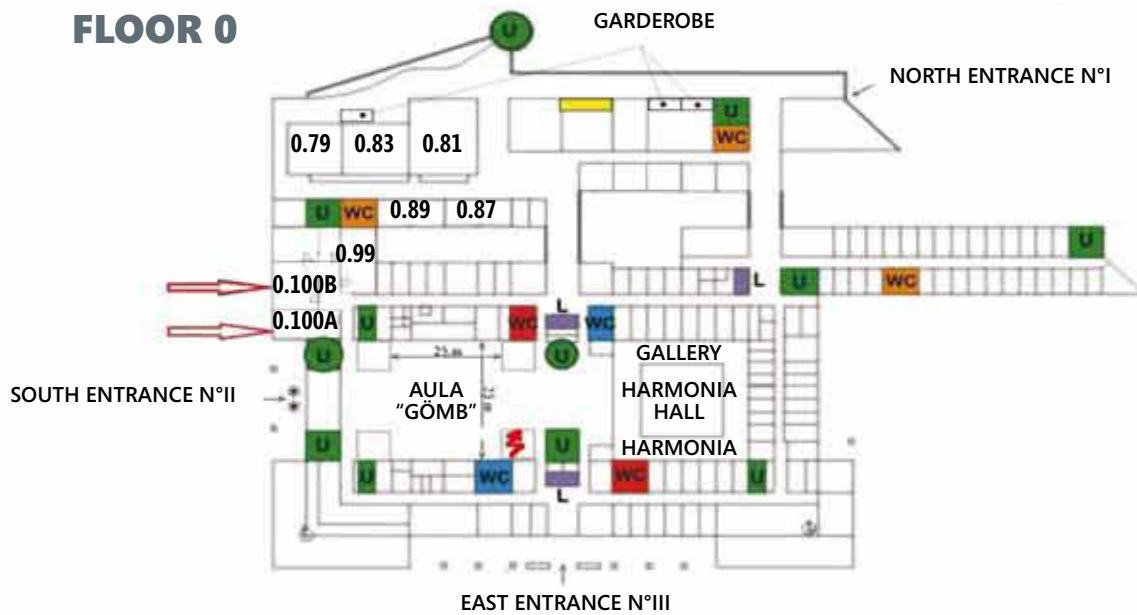 FLOOR 0
U
GARDEROBE
NORTH ENTRANCE N°I
U
WC
0.79
0.83
0.81
U
WC
0.89
0.87
U
0.99
0.100B
L
U
WC
0.100A
U
WC
L
WC
U
U
25 m
GALLERY
SOUTH ENTRANCE N°II
AULA
"GÖMB"
HARMONIA
HALL
U
U
HARMONIA
U
WC
L
WC
U
EAST ENTRANCE N°III